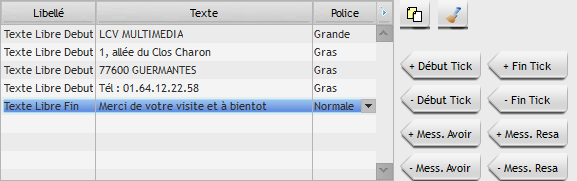 Libellé Texte Police
Texte Libre Debut LCV MULTIMEDIA Grande
Texte Libre Debut 1, allée du Clos Charon Gras
Texte Libre Debut 77600 GUERMANTES Gras
Texte Libre Debut Tél : 01.64.12.22.58 Gras
Texte Libre Fin Merci de votre visite et à bientot Normale
+ Début Tick + Fin Tick
- Début Tick - Fin Tick
+ Mess. Avoir + Mess. Resa
- Mess. Avoir - Mess. Resa